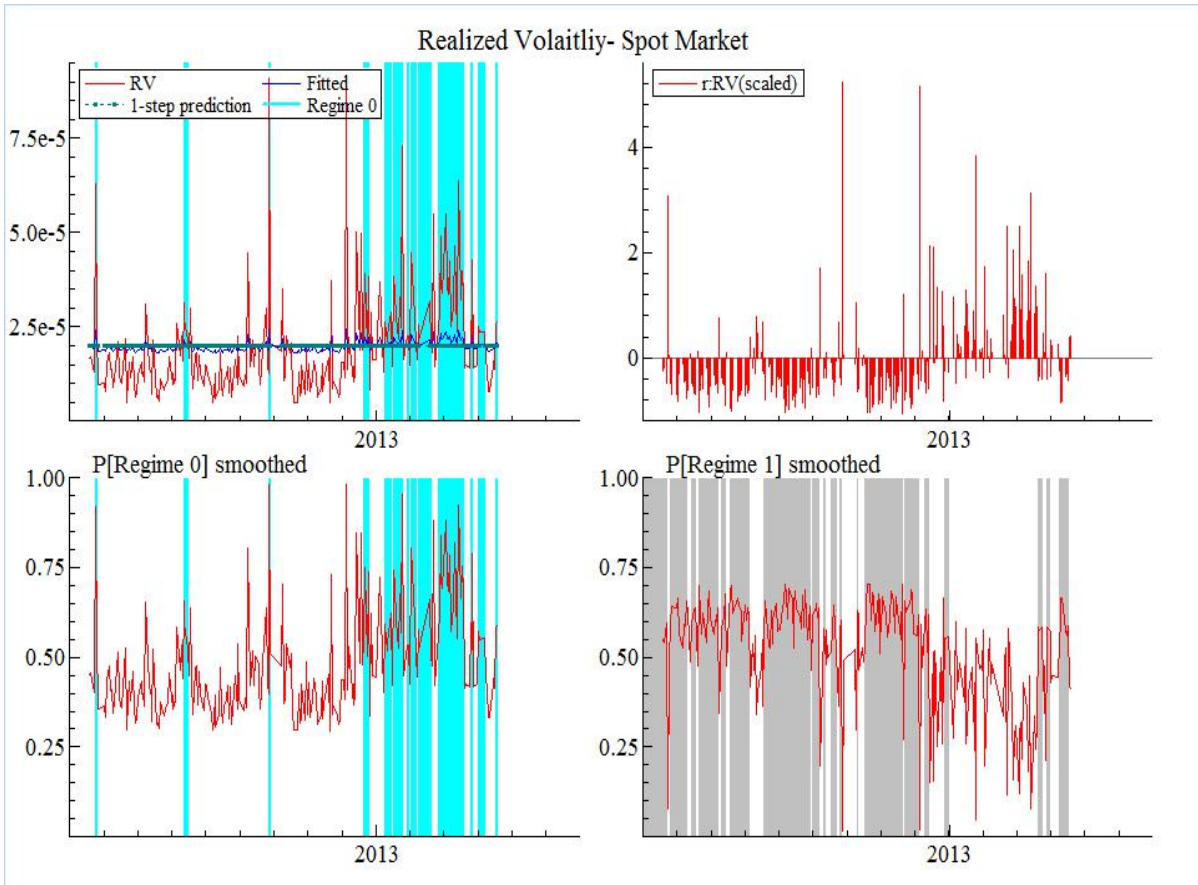 Realized Volaitliy- Spot Market
RV
Fitted
1-step prediction
Regime 0
7.5e-5
5.0e-5
2.5e-5
2013
r:RV(scaled)
4
2
0
2013
P[Regime 0] smoothed
1.00
0.75
0.50
0.25
2013
P[Regime 1] smoothed
1.00
0.75
0.50
0.25
2013